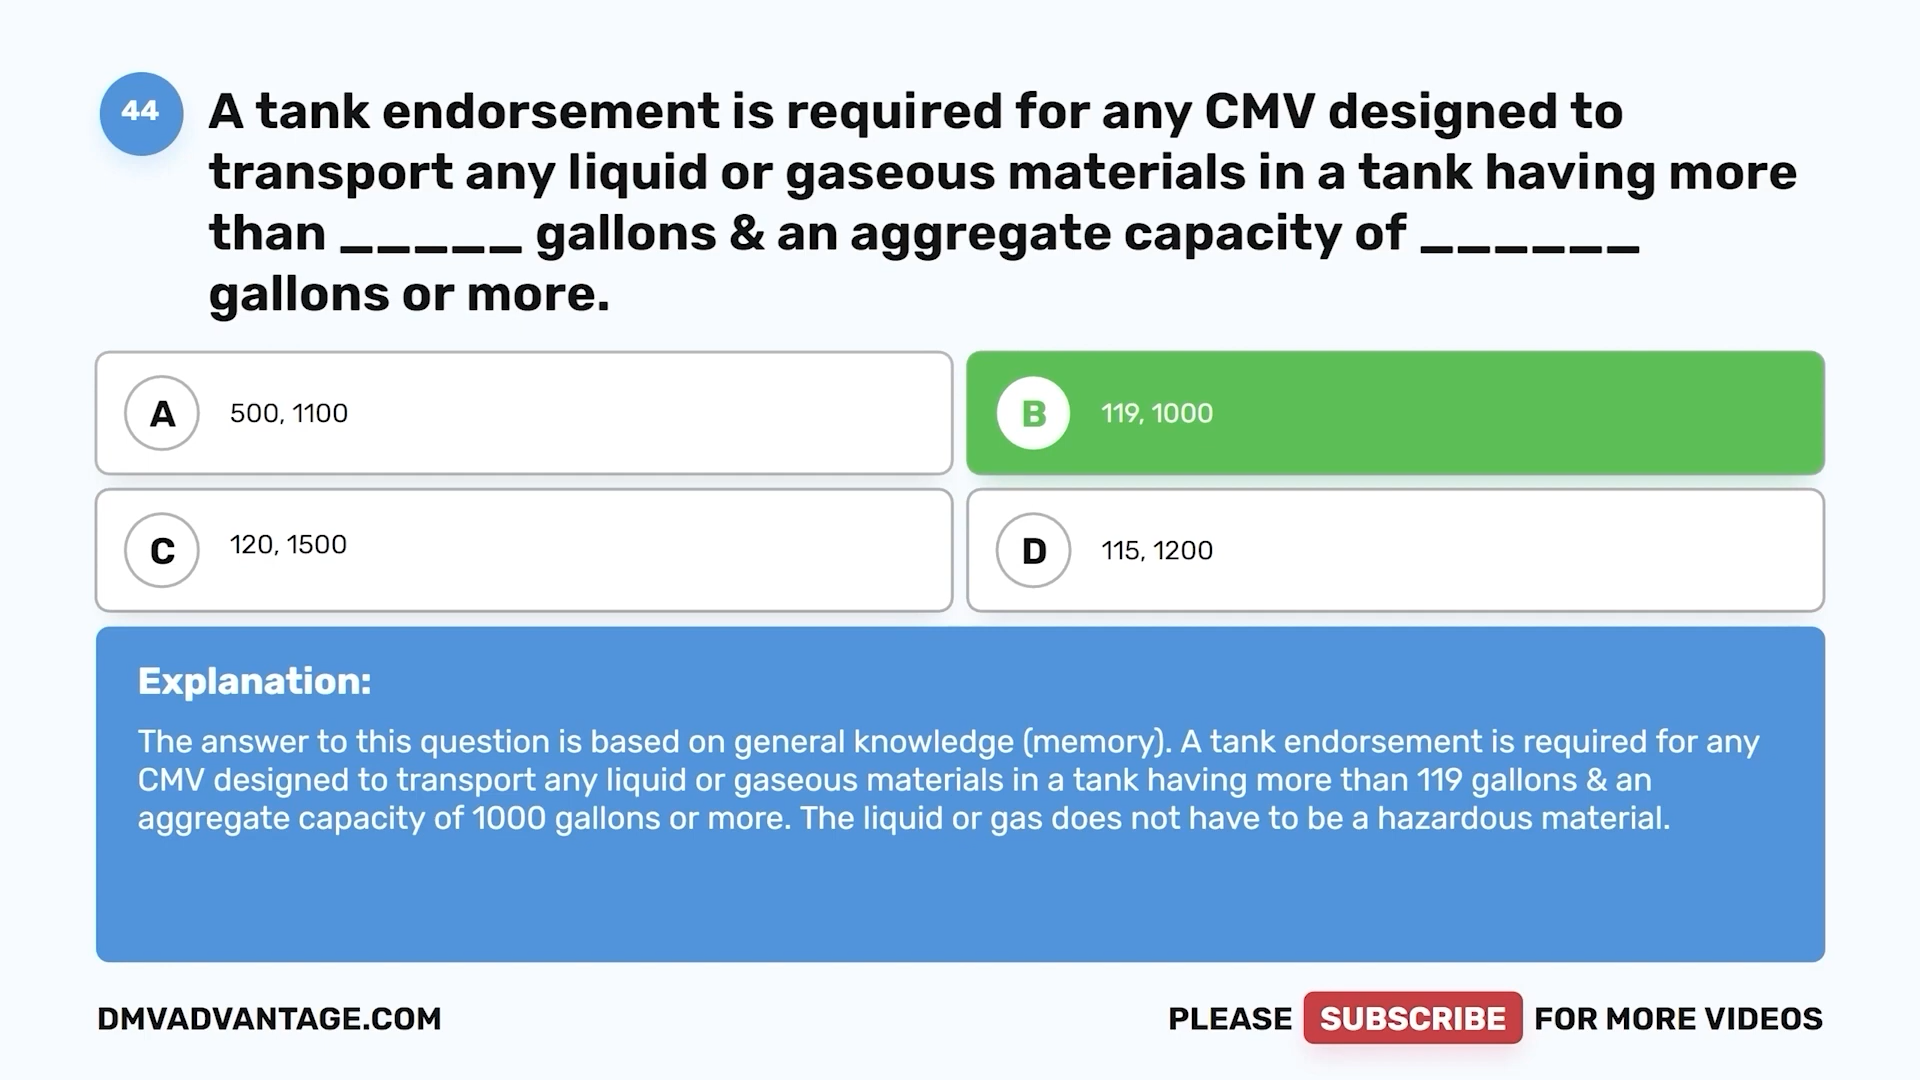 44
A tank endorsement is required for any CMV designed to
transport any liquid or gaseous materials in a tank having more
than _____ gallons & an aggregate capacity of ______
gallons or more.
A 500, 1100
B 119, 1000
C 120, 1500
D 115, 1200
Explanation:
The answer to this question is based on general knowledge (memory). A tank endorsement is required for any
CMV designed to transport any liquid or gaseous materials in a tank having more than 119 gallons & an
aggregate capacity of 1000 gallons or more. The liquid or gas does not have to be a hazardous material.
DMVADVANTAGE.COM
PLEASE SUBSCRIBE FOR MORE VIDEOS